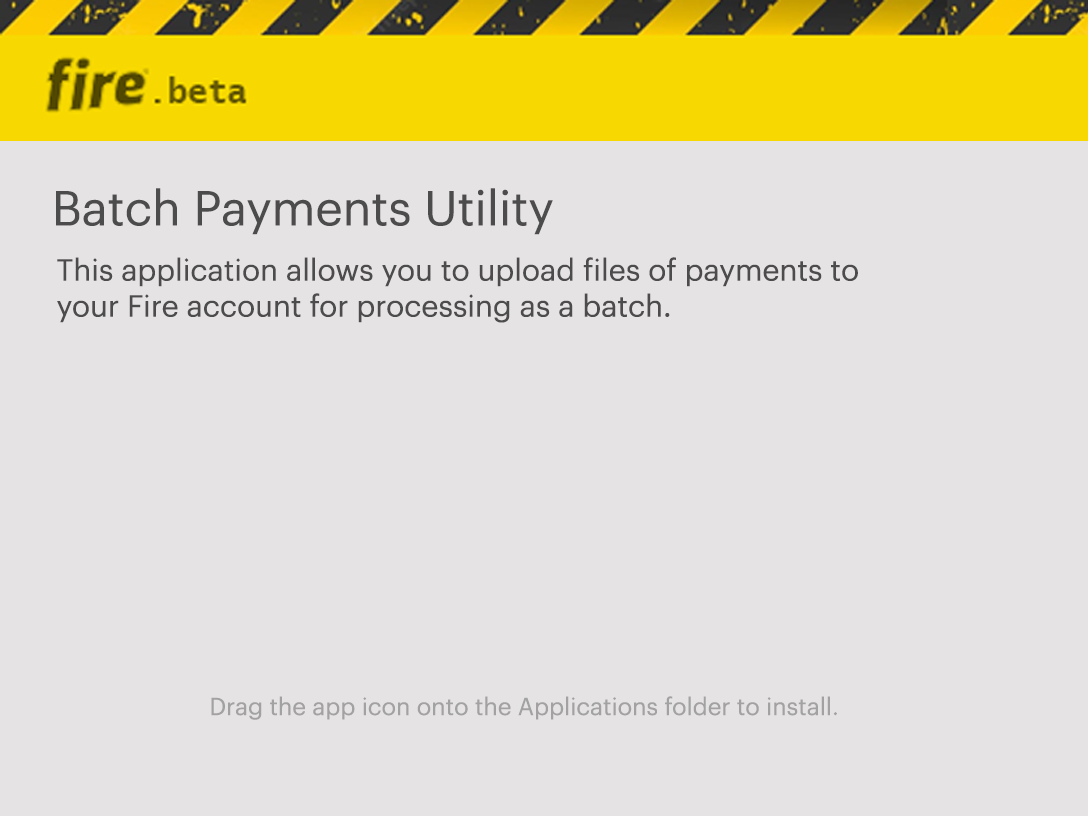 fire.beta
Batch Payments Utility
This application allows you to upload files of payments to
your Fire account for processing as a batch.
Drag the app icon onto the Applications folder to install.